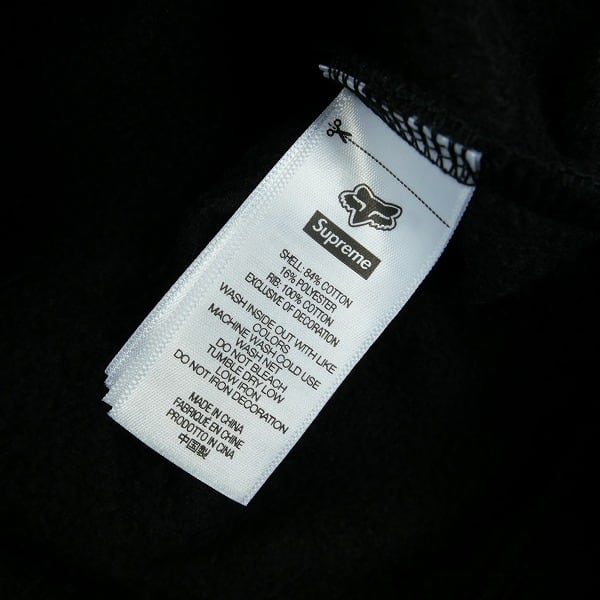 Supreme
SHELL: 84% COTTON
16% POLYESTER
RIB: 100% COTTON
EXCLUSIVE OF DECORATION
WASH INSIDE OUT WITH LIKE
COLORS
MACHINE WASH COLD USE
WASH NET
DO NOT BLEACH
TUMBLE DRY LOW
LOW IRON
DO NOT IRON DECORATION
MADE IN CHINA
FABRIQUE EN CHINE
PRODOTTO IN CINA
中国製